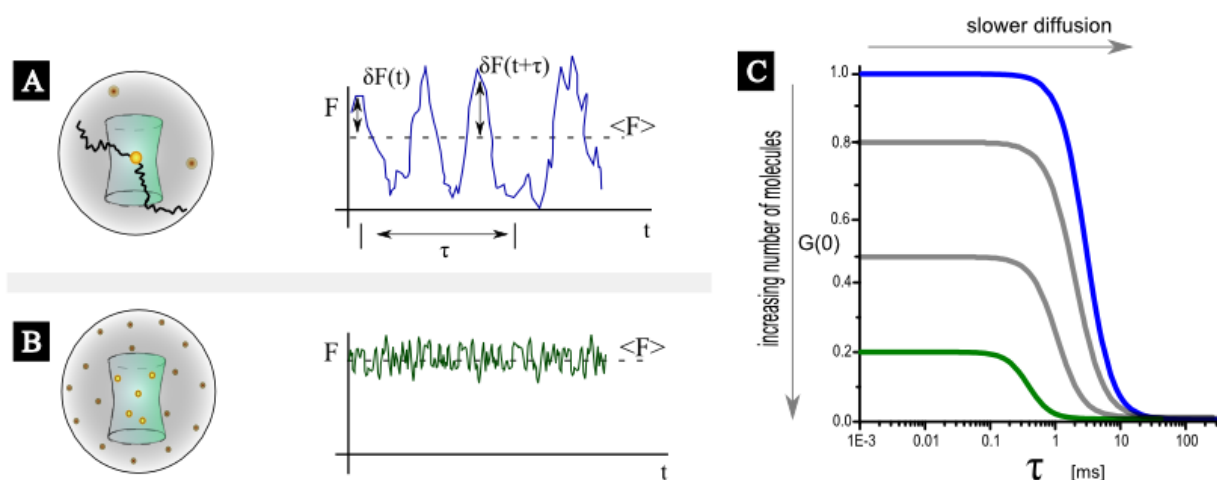 A
F
δF(t)
δF(t+τ)
<F>
t
τ
B
F
<F>
t
C
slower diffusion
increasing number of molecules
G(0)
1.0
0.8
0.6
0.4
0.2
0.0
1E-3 0.01 0.1 1 10 100
τ [ms]